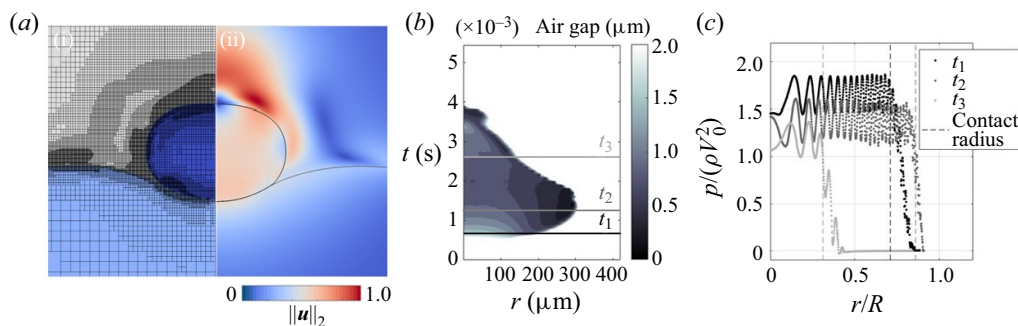 (a)
(i)
(ii)
0
1.0
||u||₂
(b)
(×10⁻³)
Air gap (μm)
5
4
3
2
1
0
t (s)
t₃
t₂
t₁
0
100
200
300
400
r (μm)
2.0
1.5
1.0
0.5
0
(c)
2.0
1.5
1.0
0.5
0
p/(ρV₀²)
0
0.5
1.0
r/R
t₁
t₂
t₃
Contact
radius